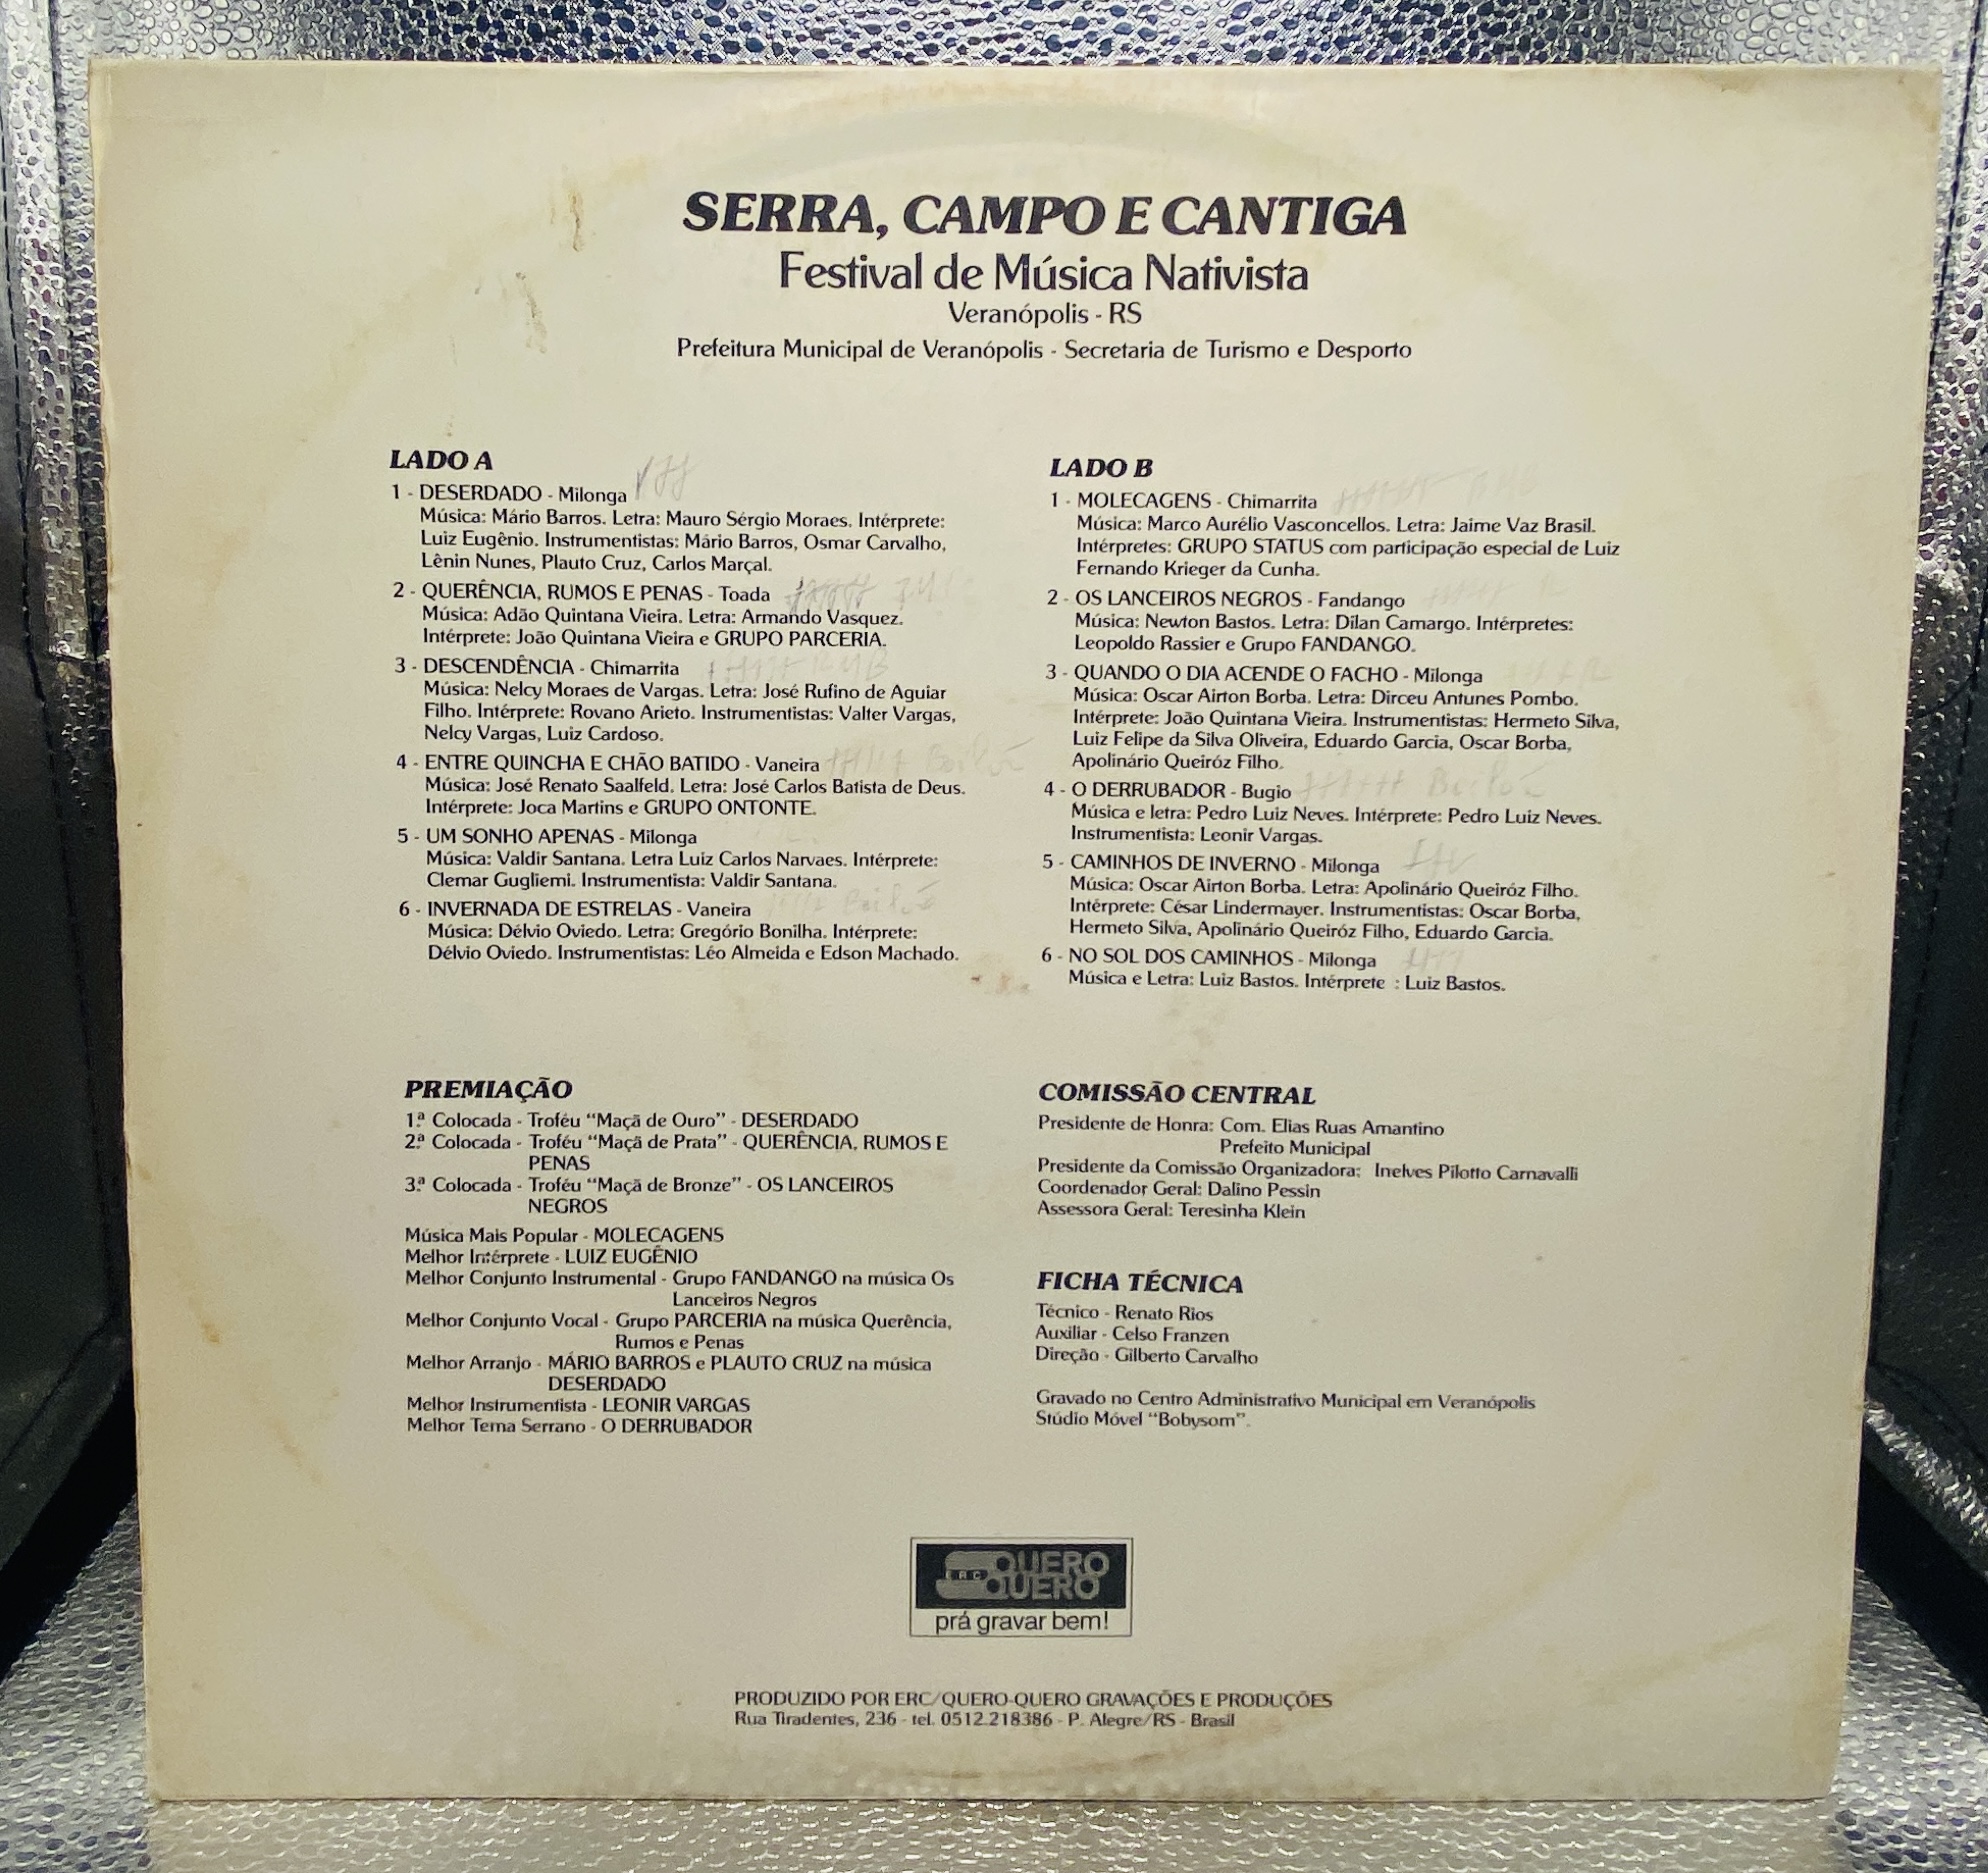 SERRA, CAMPO E CANTIGA
Festival de Música Nativista
Veranópolis - RS
Prefeitura Municipal de Veranópolis - Secretaria de Turismo e Desporto
LADO A
1 - DESERDADO - Milonga
Música: Mário Barros. Letra: Mauro Sérgio Moraes. Intérprete:
Luiz Eugênio. Instrumentistas: Mário Barros, Osmar Carvalho,
Lênin Nunes, Plauto Cruz, Carlos Marçal.
2 - QUERÊNCIA, RUMOS E PENAS - Toada
Música: Adão Quintana Vieira. Letra: Armando Vasquez.
Intérprete: João Quintana Vieira e GRUPO PARCERIA.
3 - DESCENDÊNCIA - Chimarrita
Música: Nelcy Moraes de Vargas. Letra: José Rufino de Aguiar
Filho. Intérprete: Rovano Arieto. Instrumentistas: Valter Vargas,
Nelcy Vargas, Luiz Cardoso.
4 - ENTRE QUINCHA E CHÃO BATIDO - Vaneira
Música: José Renato Saalfeld. Letra: José Carlos Batista de Deus.
Intérprete: Joca Martins e GRUPO ONTONTE.
5 - UM SONHO APENAS - Milonga
Música: Valdir Santana. Letra Luiz Carlos Narvaes. Intérprete:
Clemar Gugliemi. Instrumentista: Valdir Santana.
6 - INVERNADA DE ESTRELAS - Vaneira
Música: Délvio Oviedo. Letra: Gregório Bonilha. Intérprete:
Délvio Oviedo. Instrumentistas: Léo Almeida e Edson Machado.
LADO B
1 - MOLECAGENS - Chimarrita
Música: Marco Aurélio Vasconcellos. Letra: Jaime Vaz Brasil.
Intérpretes: GRUPO STATUS com participação especial de Luiz
Fernando Krieger da Cunha.
2 - OS LANCEIROS NEGROS - Fandango
Música: Newton Bastos. Letra: Dilan Camargo. Intérpretes:
Leopoldo Rassier e Grupo FANDANGO.
3 - QUANDO O DIA ACENDE O FACHO - Milonga
Música: Oscar Airton Borba. Letra: Dirceu Antunes Pombo.
Intérprete: João Quintana Vieira. Instrumentistas: Hermeto Silva,
Luiz Felipe da Silva Oliveira, Eduardo Garcia, Oscar Borba,
Apolinário Queiróz Filho.
4 - O DERRUBADOR - Bugio
Música e letra: Pedro Luiz Neves. Intérprete: Pedro Luiz Neves.
Instrumentista: Leonir Vargas.
5 - CAMINHOS DE INVERNO - Milonga
Música: Oscar Airton Borba. Letra: Apolinário Queiróz Filho.
Intérprete: César Lindermayer. Instrumentistas: Oscar Borba,
Hermeto Silva, Apolinário Queiróz Filho, Eduardo Garcia.
6 - NO SOL DOS CAMINHOS - Milonga
Música e Letra: Luiz Bastos. Intérprete : Luiz Bastos.
PREMIAÇÃO
1ª Colocada - Troféu “Maçã de Ouro” - DESERDADO
2ª Colocada - Troféu “Maçã de Prata” - QUERÊNCIA, RUMOS E
PENAS
3ª Colocada - Troféu “Maçã de Bronze” - OS LANCEIROS
NEGROS
Música Mais Popular - MOLECAGENS
Melhor Intérprete - LUIZ EUGÊNIO
Melhor Conjunto Instrumental - Grupo FANDANGO na música Os
Lanceiros Negros
Melhor Conjunto Vocal - Grupo PARCERIA na música Querência,
Rumos e Penas
Melhor Arranjo - MÁRIO BARROS e PLAUTO CRUZ na música
DESERDADO
Melhor Instrumentista - LEONIR VARGAS
Melhor Tema Serrano - O DERRUBADOR
COMISSÃO CENTRAL
Presidente de Honra: Com. Elias Ruas Amantino
Prefeito Municipal
Presidente da Comissão Organizadora: Inelves Pilotto Carnavalli
Coordenador Geral: Dalino Pessin
Assessora Geral: Teresinha Klein
FICHA TÉCNICA
Técnico - Renato Rios
Auxiliar - Celso Franzen
Direção - Gilberto Carvalho
Gravado no Centro Administrativo Municipal em Veranópolis
Stúdio Móvel “Bobysom”.
ERC QUERO
QUERO
prá gravar bem!
PRODUZIDO POR ERC/QUERO-QUERO GRAVAÇÕES E PRODUÇÕES
Rua Tiradentes, 236 - tel. 0512.218386 - P. Alegre/RS - Brasil